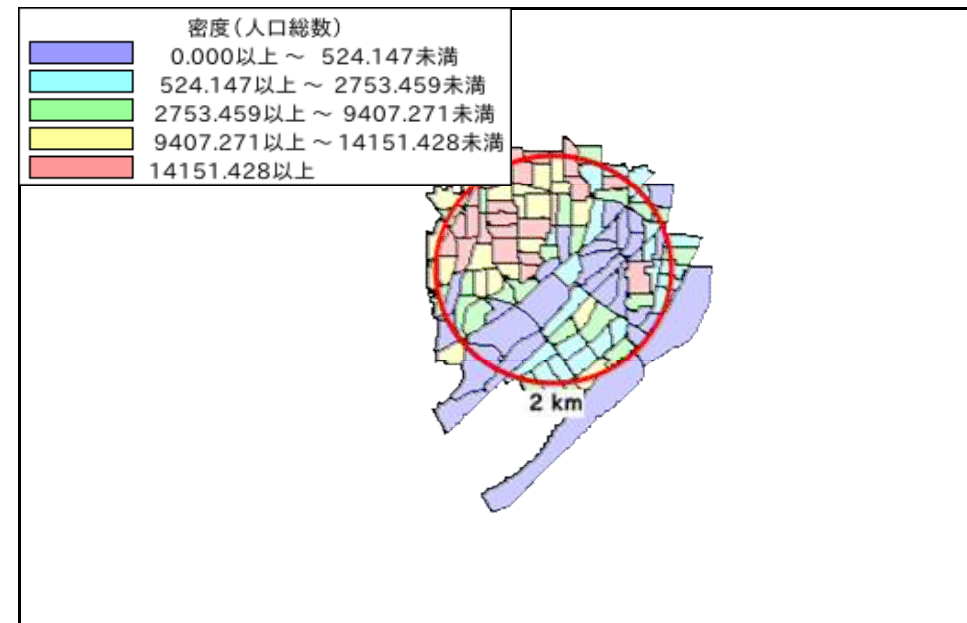 密度(人口総数)
0.000以上 ～ 524.147未満
524.147以上 ～ 2753.459未満
2753.459以上 ～ 9407.271未満
9407.271以上 ～ 14151.428未満
14151.428以上
2 km